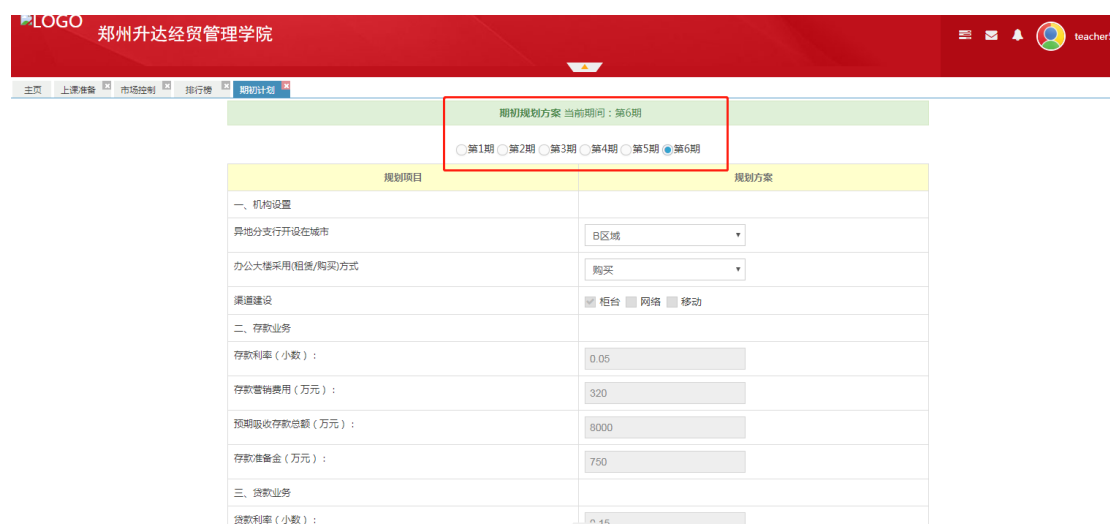 LOGO
郑州升达经贸管理学院
teacher5
主页 上课准备 市场控制 排行榜 期初计划
期初规划方案 当前期间：第6期
第1期 第2期 第3期 第4期 第5期 第6期
规划项目 规划方案
一、机构设置
异地分支行开设在城市 B区域
办公大楼采用(租赁/购买)方式 购买
渠道建设 柜台 网络 移动
二、存款业务
存款利率（小数）： 0.05
存款营销费用（万元）： 320
预期吸收存款总额（万元）： 8000
存款准备金（万元）： 750
三、贷款业务
贷款利率（小数）： 0.15